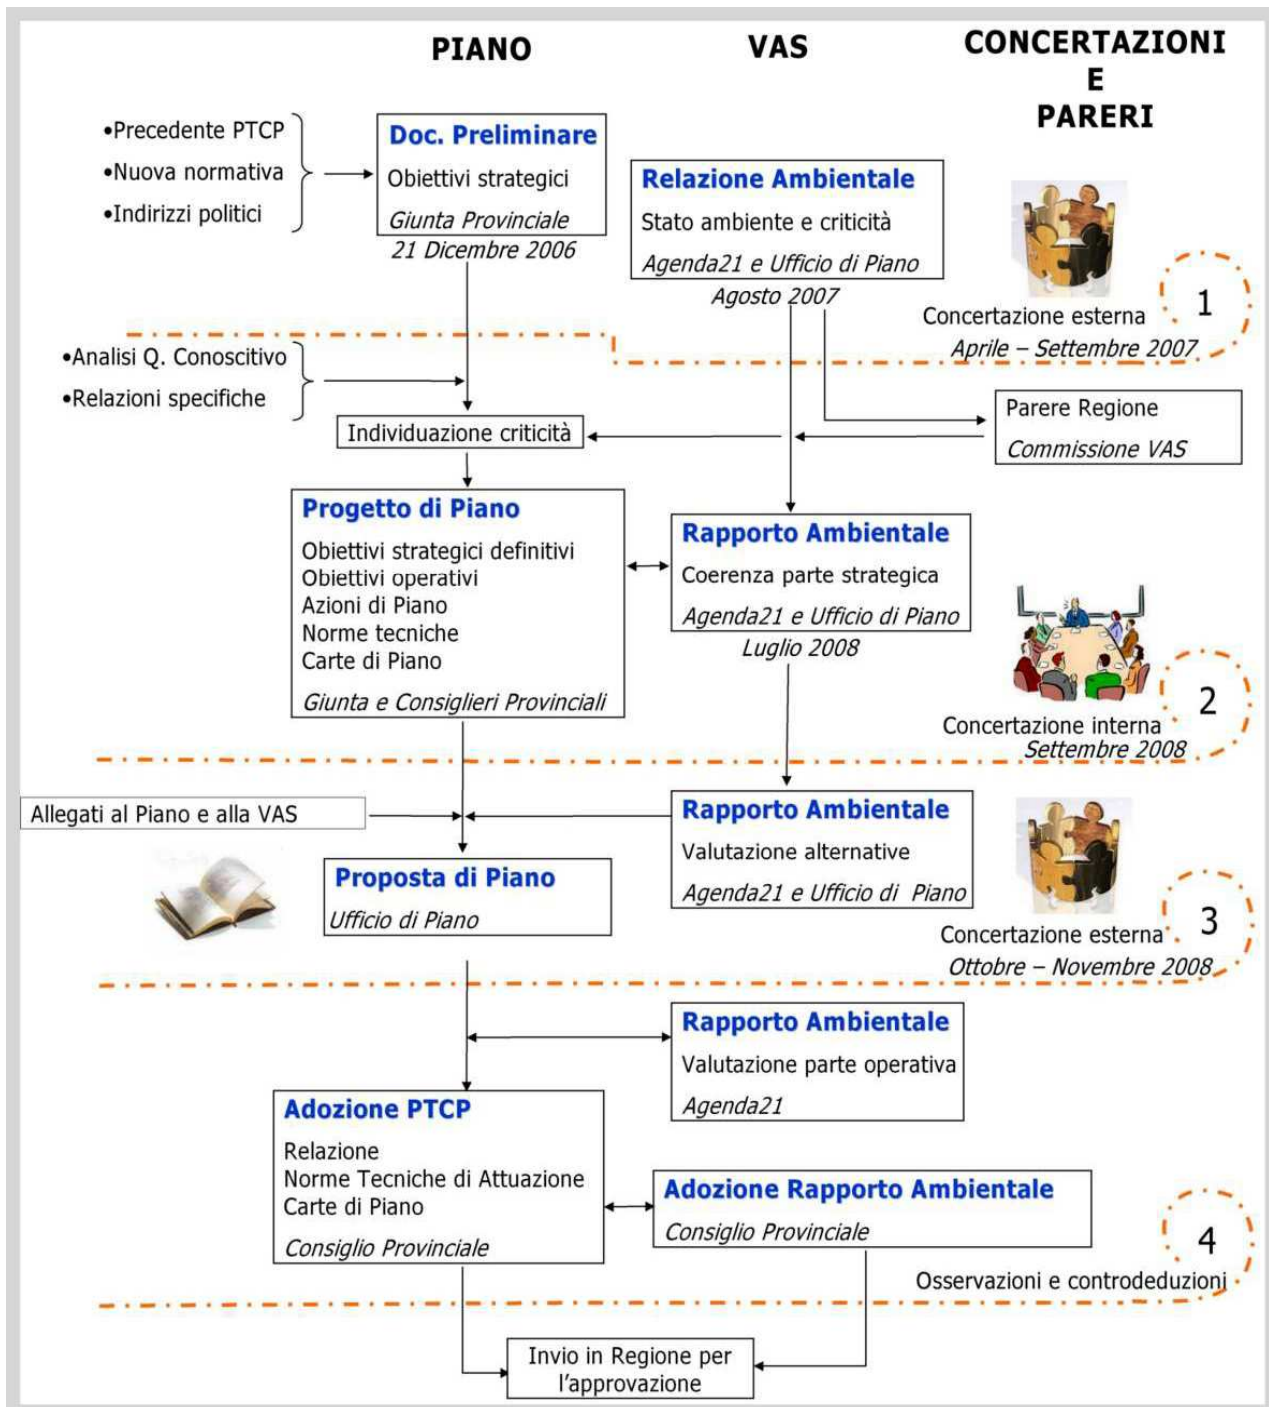 PIANO
VAS
CONCERTAZIONI
E
PARERI
•Precedente PTCP
•Nuova normativa
•Indirizzi politici
Doc. Preliminare
Obiettivi strategici
Giunta Provinciale
21 Dicembre 2006
Relazione Ambientale
Stato ambiente e criticità
Agenda21 e Ufficio di Piano
Agosto 2007
Concertazione esterna
Aprile – Settembre 2007
1
•Analisi Q. Conoscitivo
•Relazioni specifiche
Individuazione criticità
Parere Regione
Commissione VAS
Progetto di Piano
Obiettivi strategici definitivi
Obiettivi operativi
Azioni di Piano
Norme tecniche
Carte di Piano
Giunta e Consiglieri Provinciali
Rapporto Ambientale
Coerenza parte strategica
Agenda21 e Ufficio di Piano
Luglio 2008
Concertazione interna
Settembre 2008
2
Allegati al Piano e alla VAS
Proposta di Piano
Ufficio di Piano
Rapporto Ambientale
Valutazione alternative
Agenda21 e Ufficio di Piano
Concertazione esterna
Ottobre – Novembre 2008
3
Rapporto Ambientale
Valutazione parte operativa
Agenda21
Adozione PTCP
Relazione
Norme Tecniche di Attuazione
Carte di Piano
Consiglio Provinciale
Adozione Rapporto Ambientale
Consiglio Provinciale
4
Osservazioni e controdeduzioni
Invio in Regione per
l'approvazione